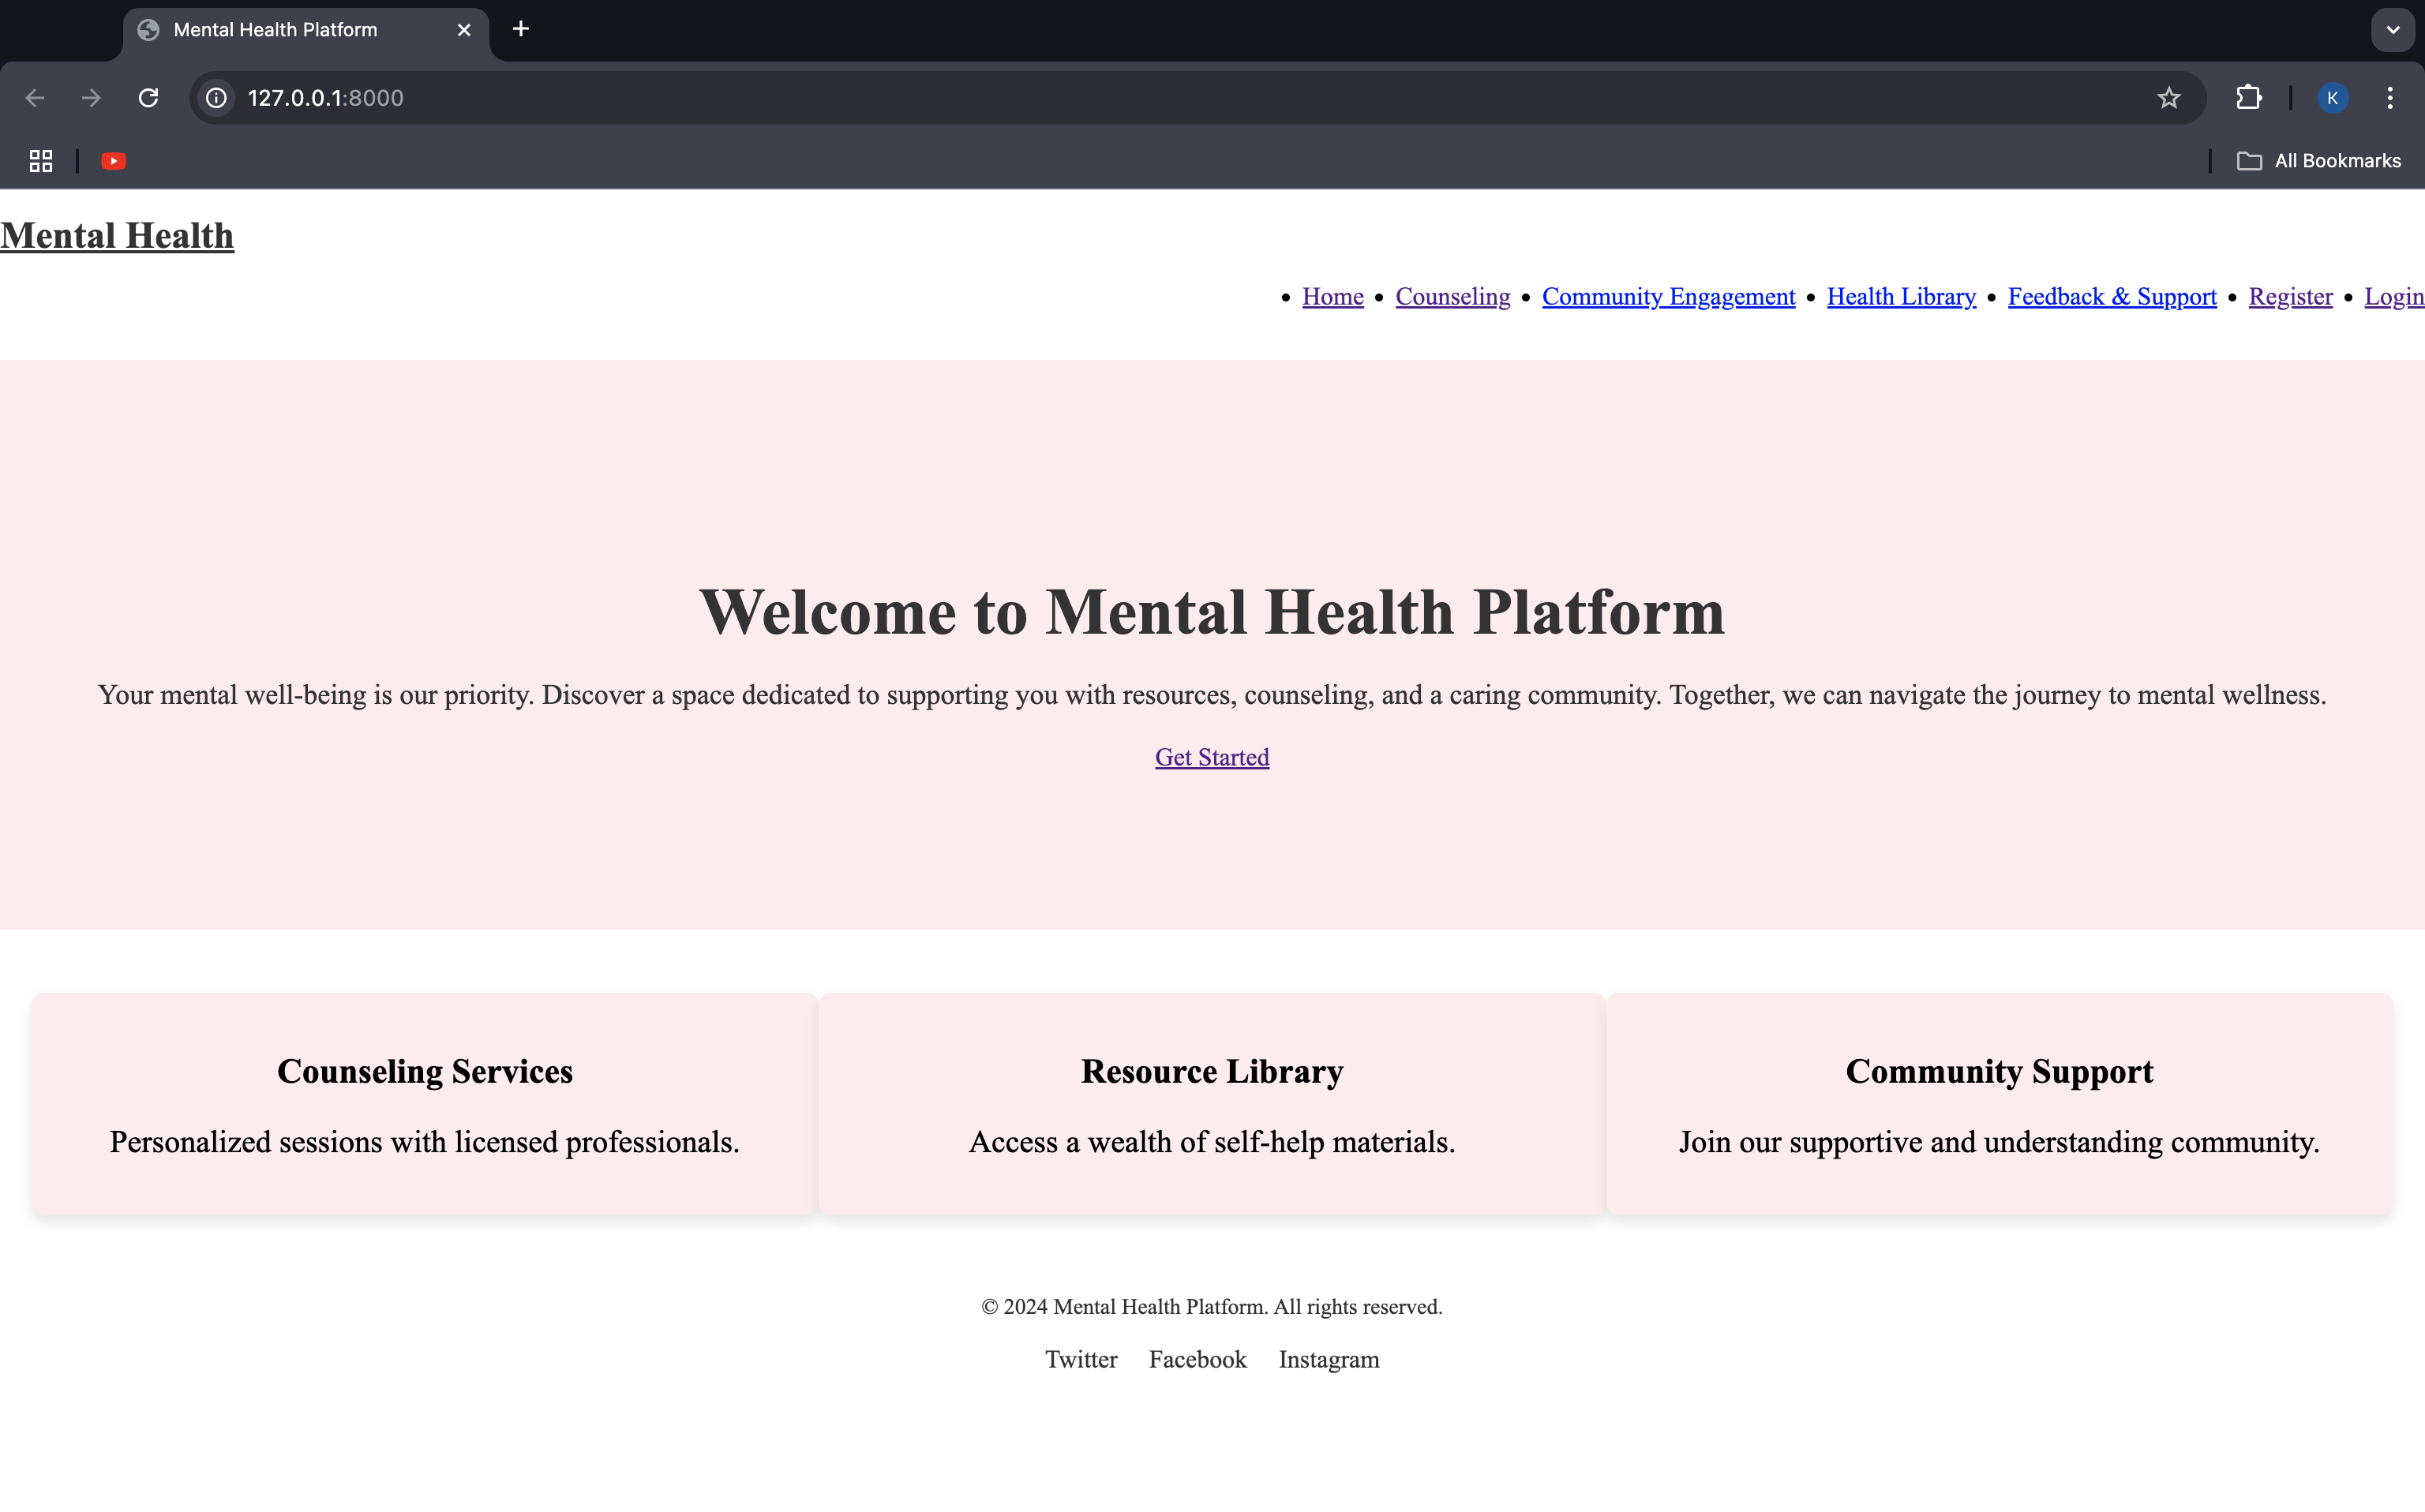 Mental Health Platform
127.0.0.1:8000
K
All Bookmarks
Mental Health
• Home • Counseling • Community Engagement • Health Library • Feedback & Support • Register • Login
Welcome to Mental Health Platform
Your mental well-being is our priority. Discover a space dedicated to supporting you with resources, counseling, and a caring community. Together, we can navigate the journey to mental wellness.
Get Started
Counseling Services
Personalized sessions with licensed professionals.
Resource Library
Access a wealth of self-help materials.
Community Support
Join our supportive and understanding community.
© 2024 Mental Health Platform. All rights reserved.
Twitter Facebook Instagram